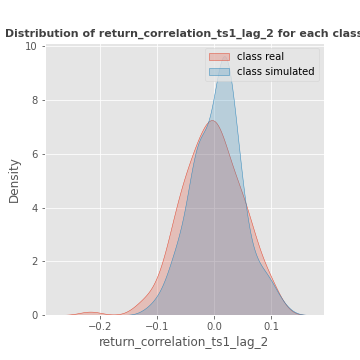 Distribution of return_correlation_ts1_lag_2 for each class
class real
class simulated
10
8
6
4
2
0
Density
−0.2
−0.1
0.0
0.1
return_correlation_ts1_lag_2